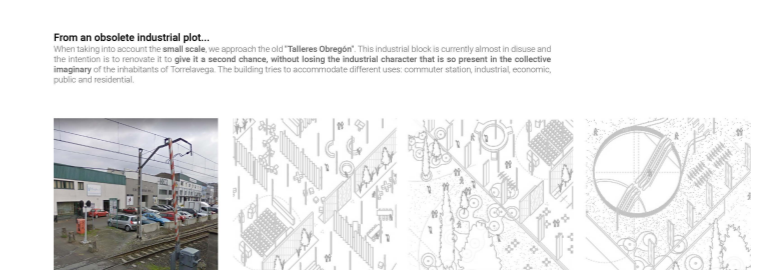 From an obsolete industrial plot...
When taking into account the small scale, we approach the old "Talleres Obregón". This industrial block is currently almost in disuse and
the intention is to renovate it to give it a second chance, without losing the industrial character that is so present in the collective
imaginary of the inhabitants of Torrelavega. The building tries to accommodate different uses: commuter station, industrial, economic,
public and residential.